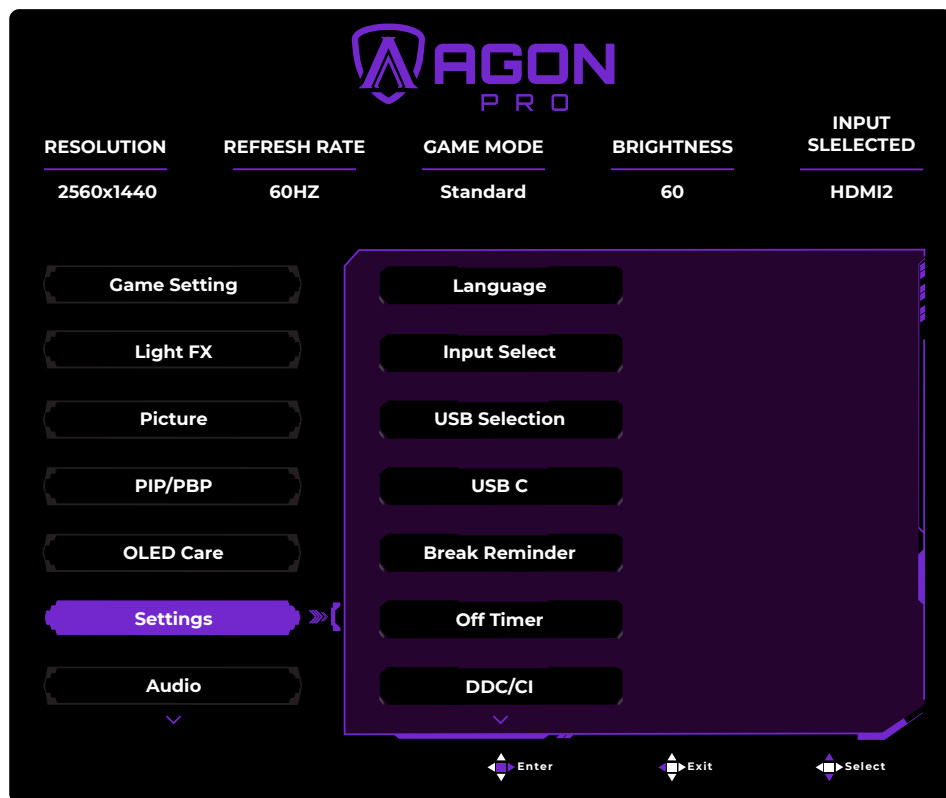 AGON
PRO
RESOLUTION REFRESH RATE GAME MODE BRIGHTNESS INPUT
SLELECTED
2560x1440 60HZ Standard 60 HDMI2
Game Setting Language
Light FX Input Select
Picture USB Selection
PIP/PBP USB C
OLED Care Break Reminder
Settings Off Timer
Audio DDC/CI
Enter Exit Select